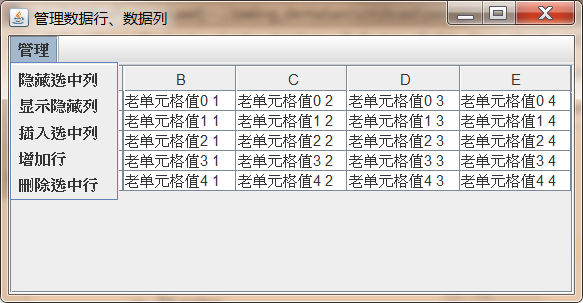 管理数据行、数据列
管理
隐藏选中列
显示隐藏列
插入选中列
增加行
删除选中行
B C D E
老单元格值0 1 老单元格值0 2 老单元格值0 3 老单元格值0 4
老单元格值1 1 老单元格值1 2 老单元格值1 3 老单元格值1 4
老单元格值2 1 老单元格值2 2 老单元格值2 3 老单元格值2 4
老单元格值3 1 老单元格值3 2 老单元格值3 3 老单元格值3 4
老单元格值4 1 老单元格值4 2 老单元格值4 3 老单元格值4 4